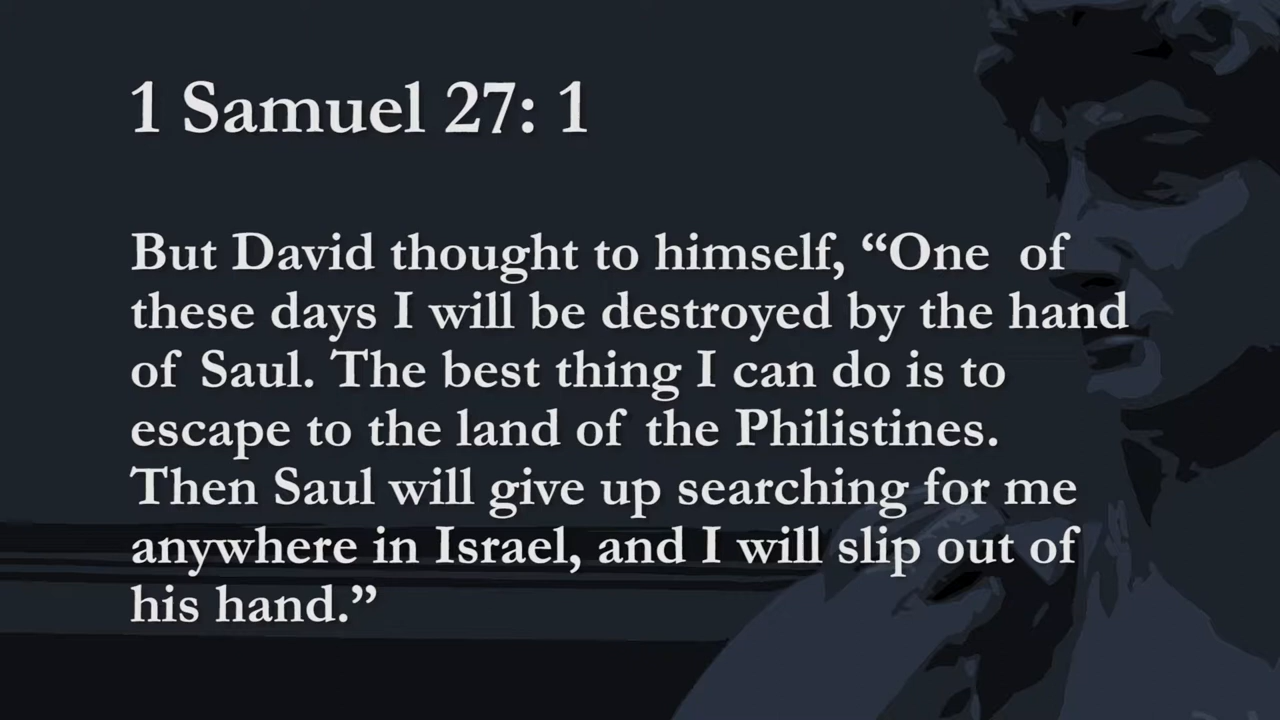 1 Samuel 27: 1
But David thought to himself, “One of
these days I will be destroyed by the hand
of Saul. The best thing I can do is to
escape to the land of the Philistines.
Then Saul will give up searching for me
anywhere in Israel, and I will slip out of
his hand.”